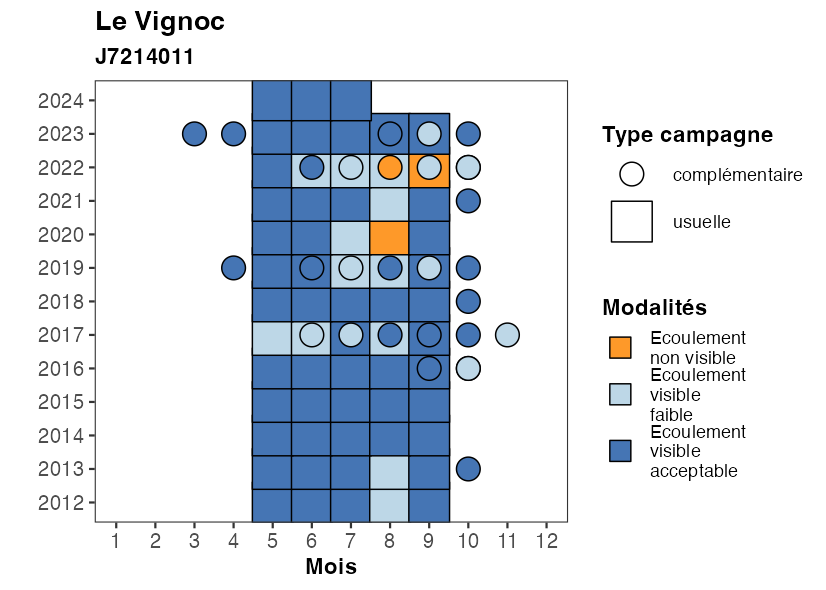 Le Vignoc
J7214011
2024
2023
2022
2021
2020
2019
2018
2017
2016
2015
2014
2013
2012
1 2 3 4 5 6 7 8 9 10 11 12
Mois
Type campagne
complémentaire
usuelle
Modalités
Ecoulement
non visible
Ecoulement
visible
faible
Ecoulement
visible
acceptable